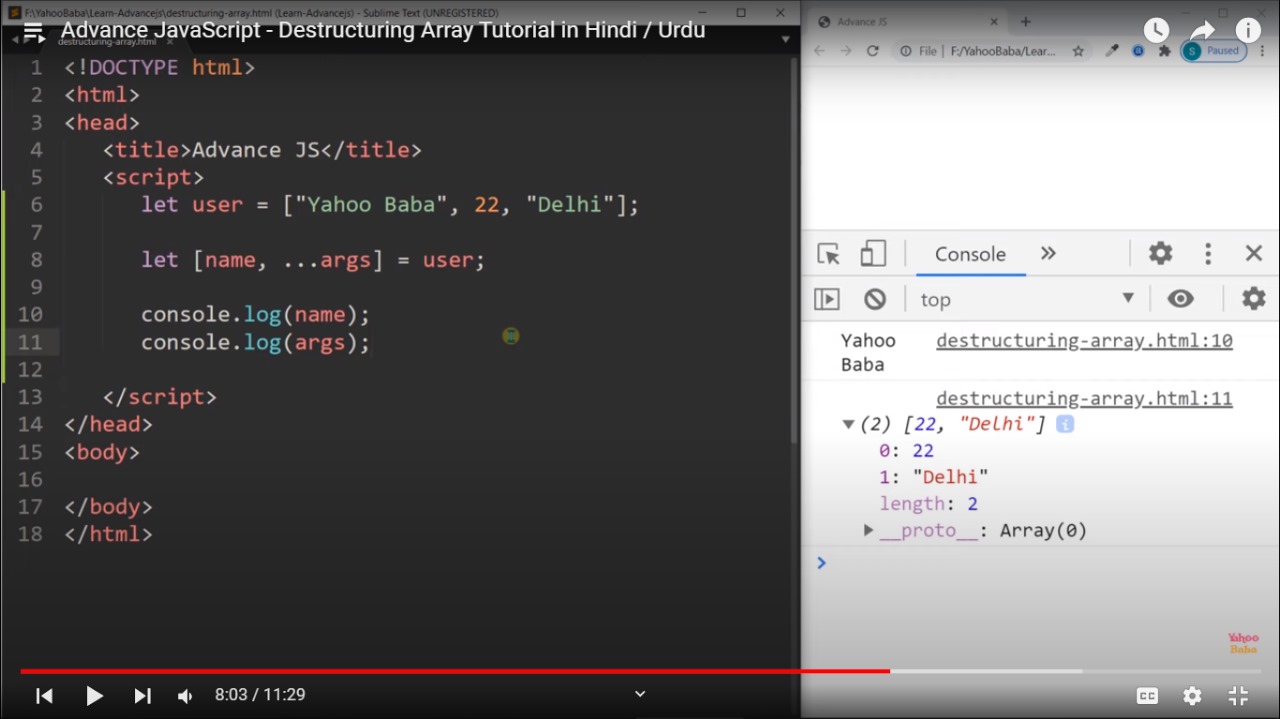 F:\YahooBaba\Learn-Advancejs\destructuring-array.html (Learn-Advancejs) - Sublime Text (UNREGISTERED)
Advance JavaScript - Destructuring Array Tutorial in Hindi / Urdu
destructuring-array.html
1 <!DOCTYPE html>
2 <html>
3 <head>
4 <title>Advance JS</title>
5 <script>
6 let user = ["Yahoo Baba", 22, "Delhi"];
7
8 let [name, ...args] = user;
9
10 console.log(name);
11 console.log(args);
12
13 </script>
14 </head>
15 <body>
16
17 </body>
18 </html>
Advance JS
File | F:/YahooBaba/Lear...
S Paused
Console
top
Yahoo Baba destructuring-array.html:10
destructuring-array.html:11
(2) [22, "Delhi"] i
0: 22
1: "Delhi"
length: 2
__proto__: Array(0)
Yahoo
Baba
8:03 / 11:29
CC